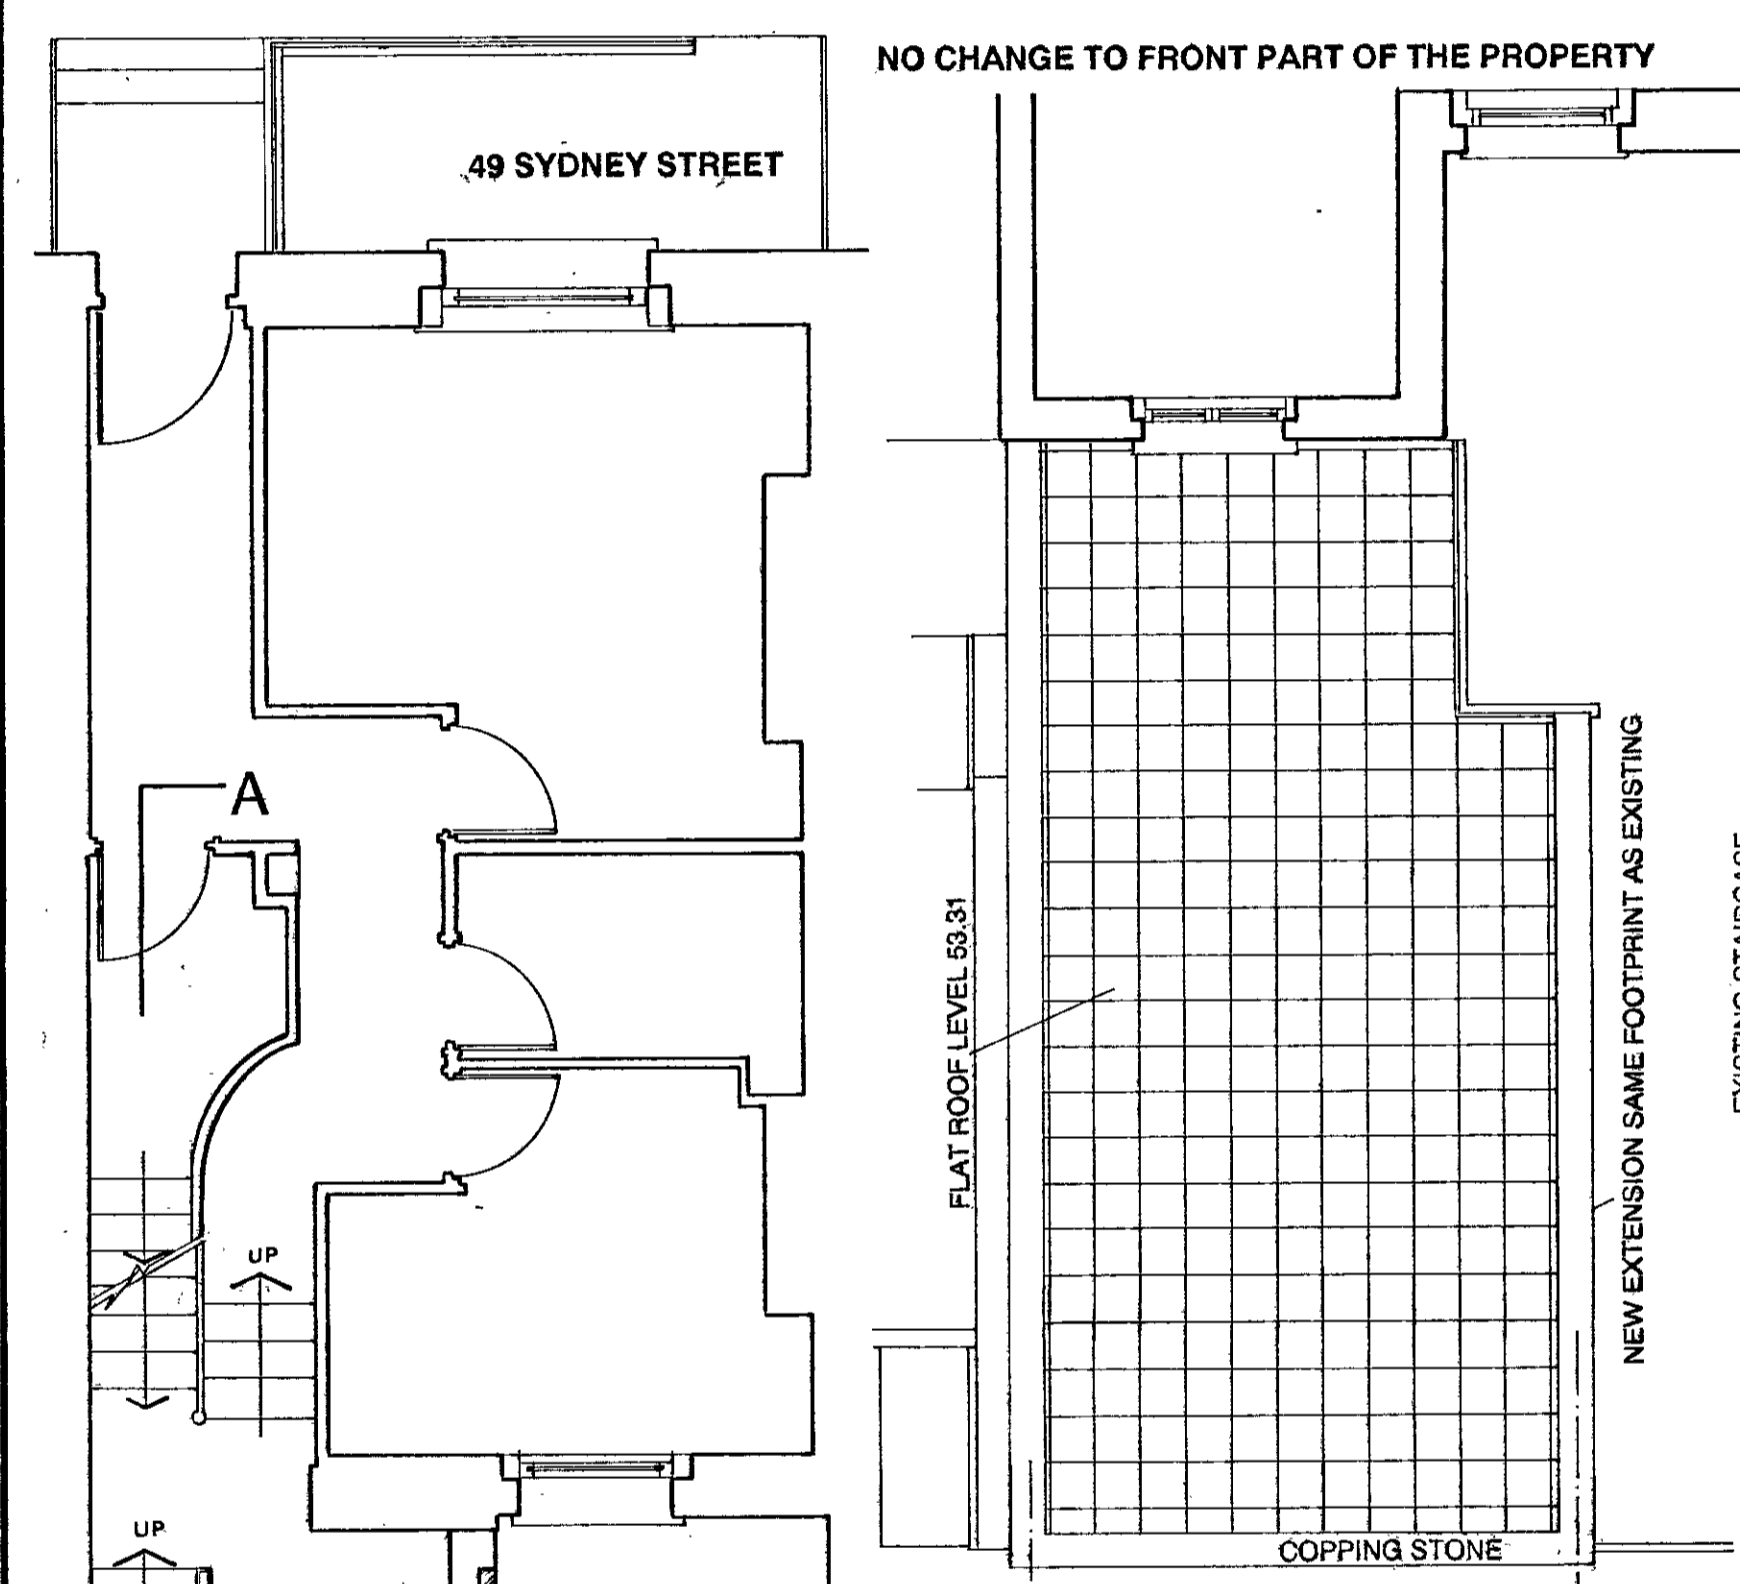 NO CHANGE TO FRONT PART OF THE PROPERTY
49 SYDNEY STREET
A
FLAT ROOF LEVEL 53.31
NEW EXTENSION SAME FOOTPRINT AS EXISTING
UP
UP
COPPING STONE